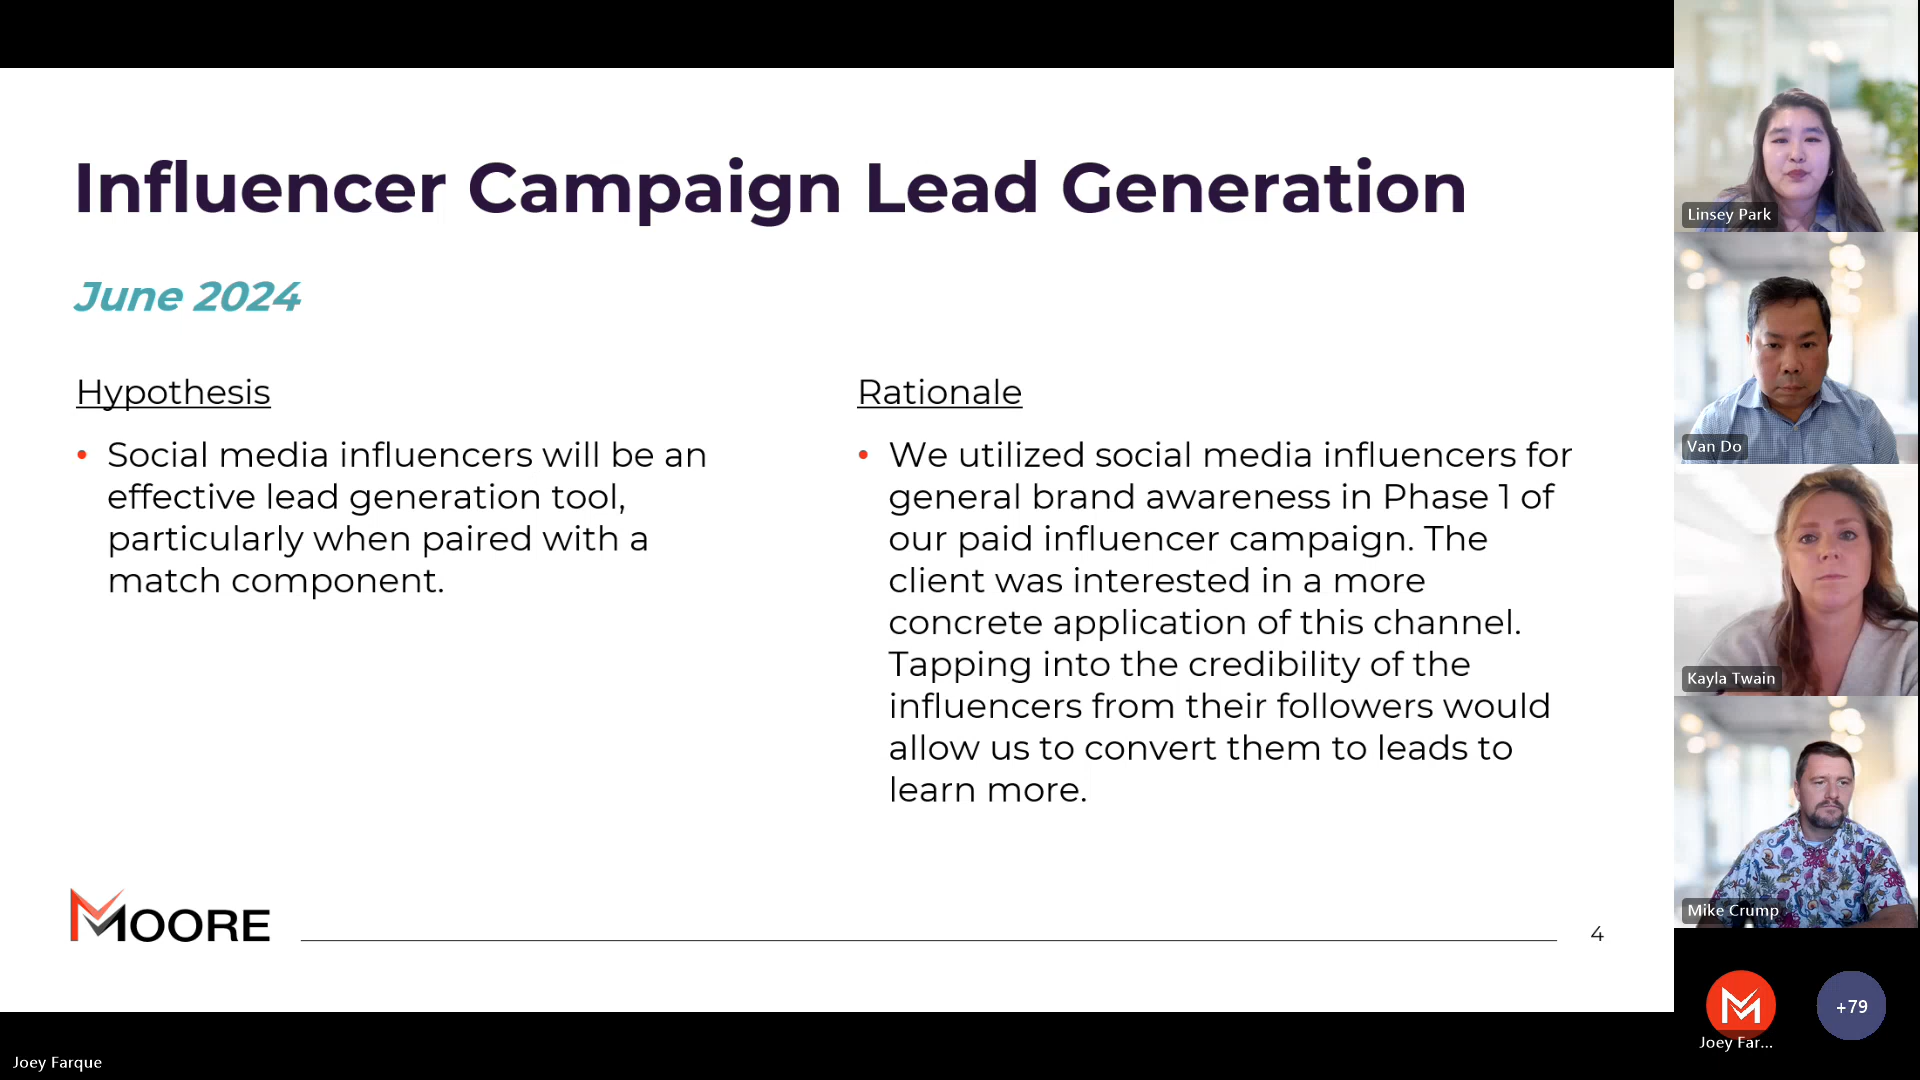 Influencer Campaign Lead Generation
June 2024
Hypothesis
• Social media influencers will be an
effective lead generation tool,
particularly when paired with a
match component.
Rationale
• We utilized social media influencers for
general brand awareness in Phase 1 of
our paid influencer campaign. The
client was interested in a more
concrete application of this channel.
Tapping into the credibility of the
influencers from their followers would
allow us to convert them to leads to
learn more.
MOORE
4
Linsey Park
Van Do
Kayla Twain
Mike Crump
Joey Far...
+79
Joey Farque